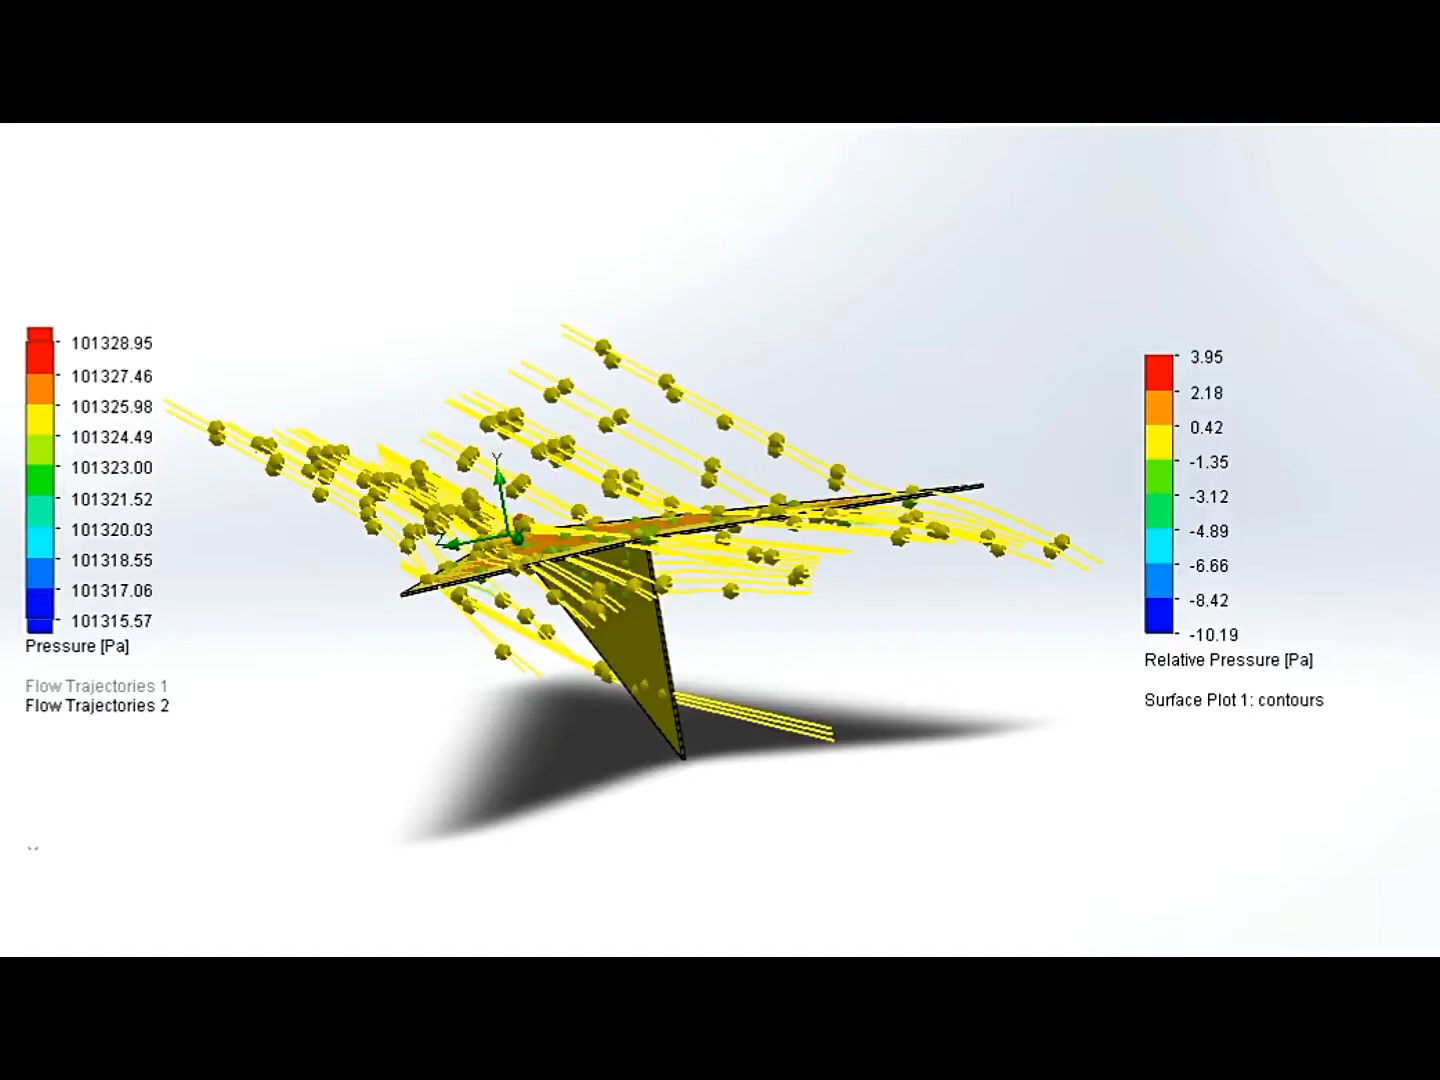 101328.95
101327.46
101325.98
101324.49
101323.00
101321.52
101320.03
101318.55
101317.06
101315.57
Pressure [Pa]
Flow Trajectories 1
Flow Trajectories 2
Y
Z
3.95
2.18
0.42
-1.35
-3.12
-4.89
-6.66
-8.42
-10.19
Relative Pressure [Pa]
Surface Plot 1: contours